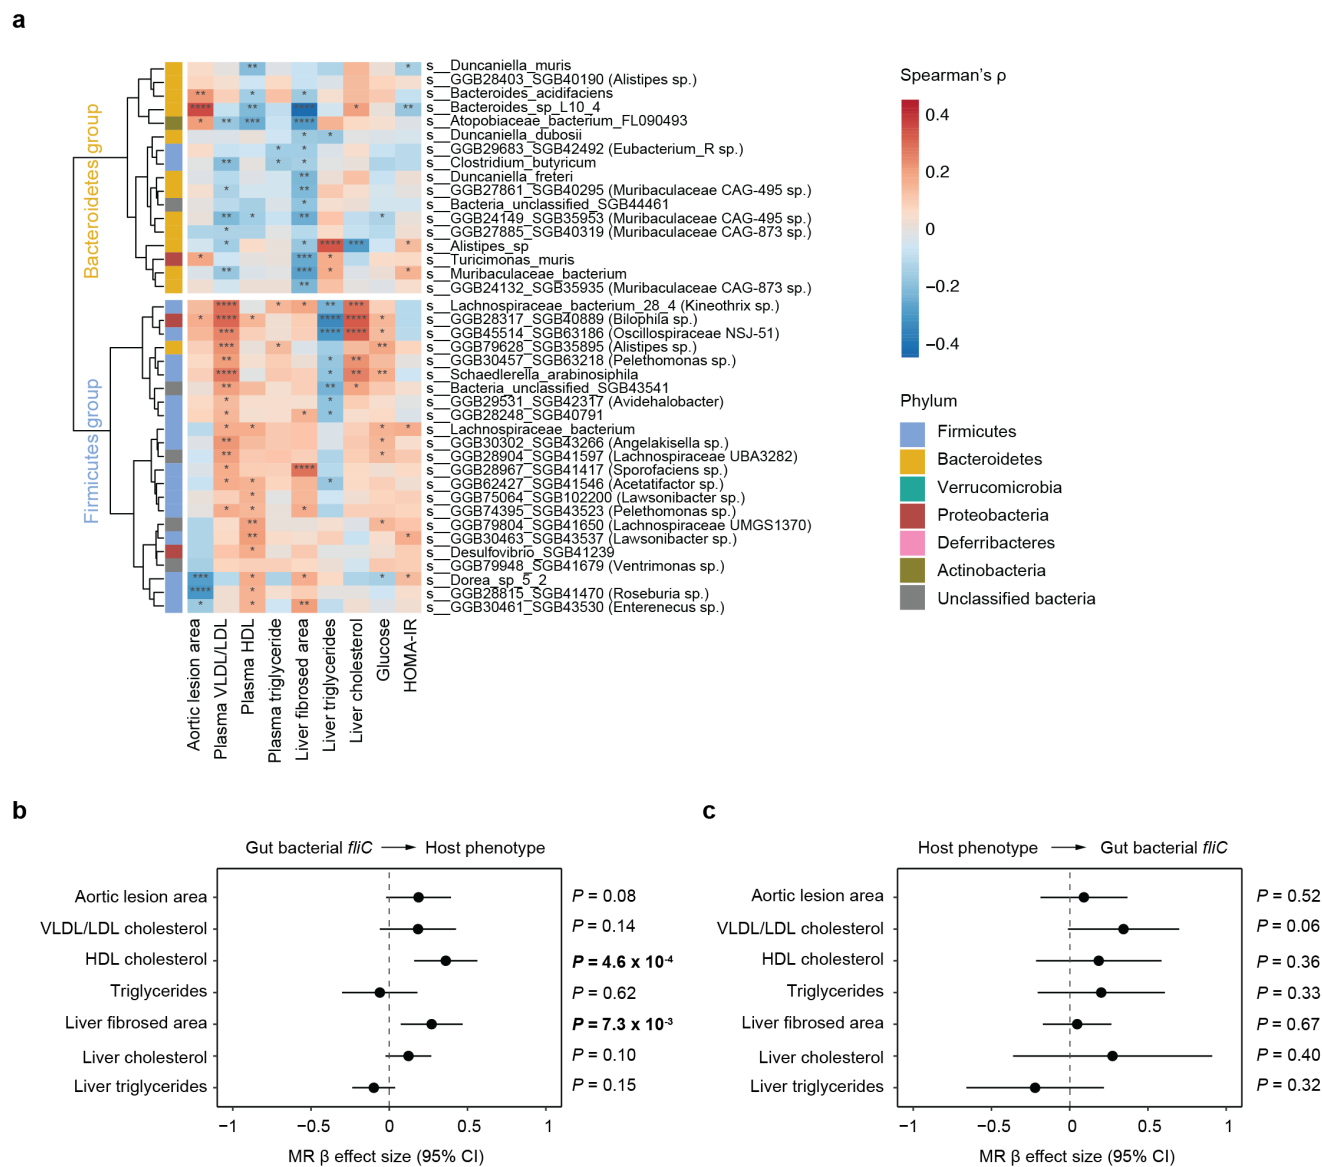 a
Bacteroidetes group
Firmicutes group
** *
s__Duncaniella_muris
s__GGB28403_SGB40190 (Alistipes sp.)
** * *
s__Bacteroides_acidifaciens
**** ** **** * **
s__Bacteroides_sp_L10_4
* ** *** ****
s__Atopobiaceae_bacterium_FL090493
* *
s__Duncaniella_dubosii
* *
s__GGB29683_SGB42492 (Eubacterium_R sp.)
** * *
s__Clostridium_butyricum
**
s__Duncaniella_freteri
* **
s__GGB27861_SGB40295 (Muribaculaceae CAG-495 sp.)
*
s__Bacteria_unclassified_SGB44461
** * ** *
s__GGB24149_SGB35953 (Muribaculaceae CAG-495 sp.)
*
s__GGB27885_SGB40319 (Muribaculaceae CAG-873 sp.)
* * **** *** *
s__Alistipes_sp
* *** *
s__Turicimonas_muris
** *** * *
s__Muribaculaceae_bacterium
**
s__GGB24132_SGB35935 (Muribaculaceae CAG-873 sp.)
**** * * ** ***
s__Lachnospiraceae_bacterium_28_4 (Kineothrix sp.)
* **** * **** **** *
s__GGB28317_SGB40889 (Bilophila sp.)
*** **** **** *
s__GGB45514_SGB63186 (Oscillospiraceae NSJ-51)
*** * **
s__GGB79628_SGB35895 (Alistipes sp.)
** * **
s__GGB30457_SGB63218 (Pelethomonas sp.)
**** * ** **
s__Schaedlerella_arabinosiphila
** ** *
s__Bacteria_unclassified_SGB43541
* *
s__GGB29531_SGB42317 (Avidehalobacter)
* * *
s__GGB28248_SGB40791
* * * *
s__Lachnospiraceae_bacterium
** *
s__GGB30302_SGB43266 (Angelakisella sp.)
** *
s__GGB28904_SGB41597 (Lachnospiraceae UBA3282)
* ****
s__GGB28967_SGB41417 (Sporofaciens sp.)
* * *
s__GGB62427_SGB41546 (Acetatifactor sp.)
*
s__GGB75064_SGB102200 (Lawsonibacter sp.)
* * *
s__GGB74395_SGB43523 (Pelethomonas sp.)
** *
s__GGB79804_SGB41650 (Lachnospiraceae UMGS1370)
** *
s__GGB30463_SGB43537 (Lawsonibacter sp.)
*
s__Desulfovibrio_SGB41239
s__GGB79948_SGB41679 (Ventrimonas sp.)
*** * * * *
s__Dorea_sp_5_2
**** *
s__GGB28815_SGB41470 (Roseburia sp.)
* * **
s__GGB30461_SGB43530 (Enterenecus sp.)
Aortic lesion area
Plasma VLDL/LDL
Plasma HDL
Plasma triglyceride
Liver fibrosed area
Liver triglycerides
Liver cholesterol
Glucose
HOMA-IR
Spearman's ρ
0.4
0.2
0
−0.2
−0.4
Phylum
Firmicutes
Bacteroidetes
Verrucomicrobia
Proteobacteria
Deferribacteres
Actinobacteria
Unclassified bacteria
b
Gut bacterial fliC Host phenotype
Aortic lesion area P = 0.08
VLDL/LDL cholesterol P = 0.14
HDL cholesterol P = 4.6 x 10-4
Triglycerides P = 0.62
Liver fibrosed area P = 7.3 x 10-3
Liver cholesterol P = 0.10
Liver triglycerides P = 0.15
−1 −0.5 0 0.5 1
MR β effect size (95% CI)
c
Host phenotype Gut bacterial fliC
Aortic lesion area P = 0.52
VLDL/LDL cholesterol P = 0.06
HDL cholesterol P = 0.36
Triglycerides P = 0.33
Liver fibrosed area P = 0.67
Liver cholesterol P = 0.40
Liver triglycerides P = 0.32
−1 −0.5 0 0.5 1
MR β effect size (95% CI)